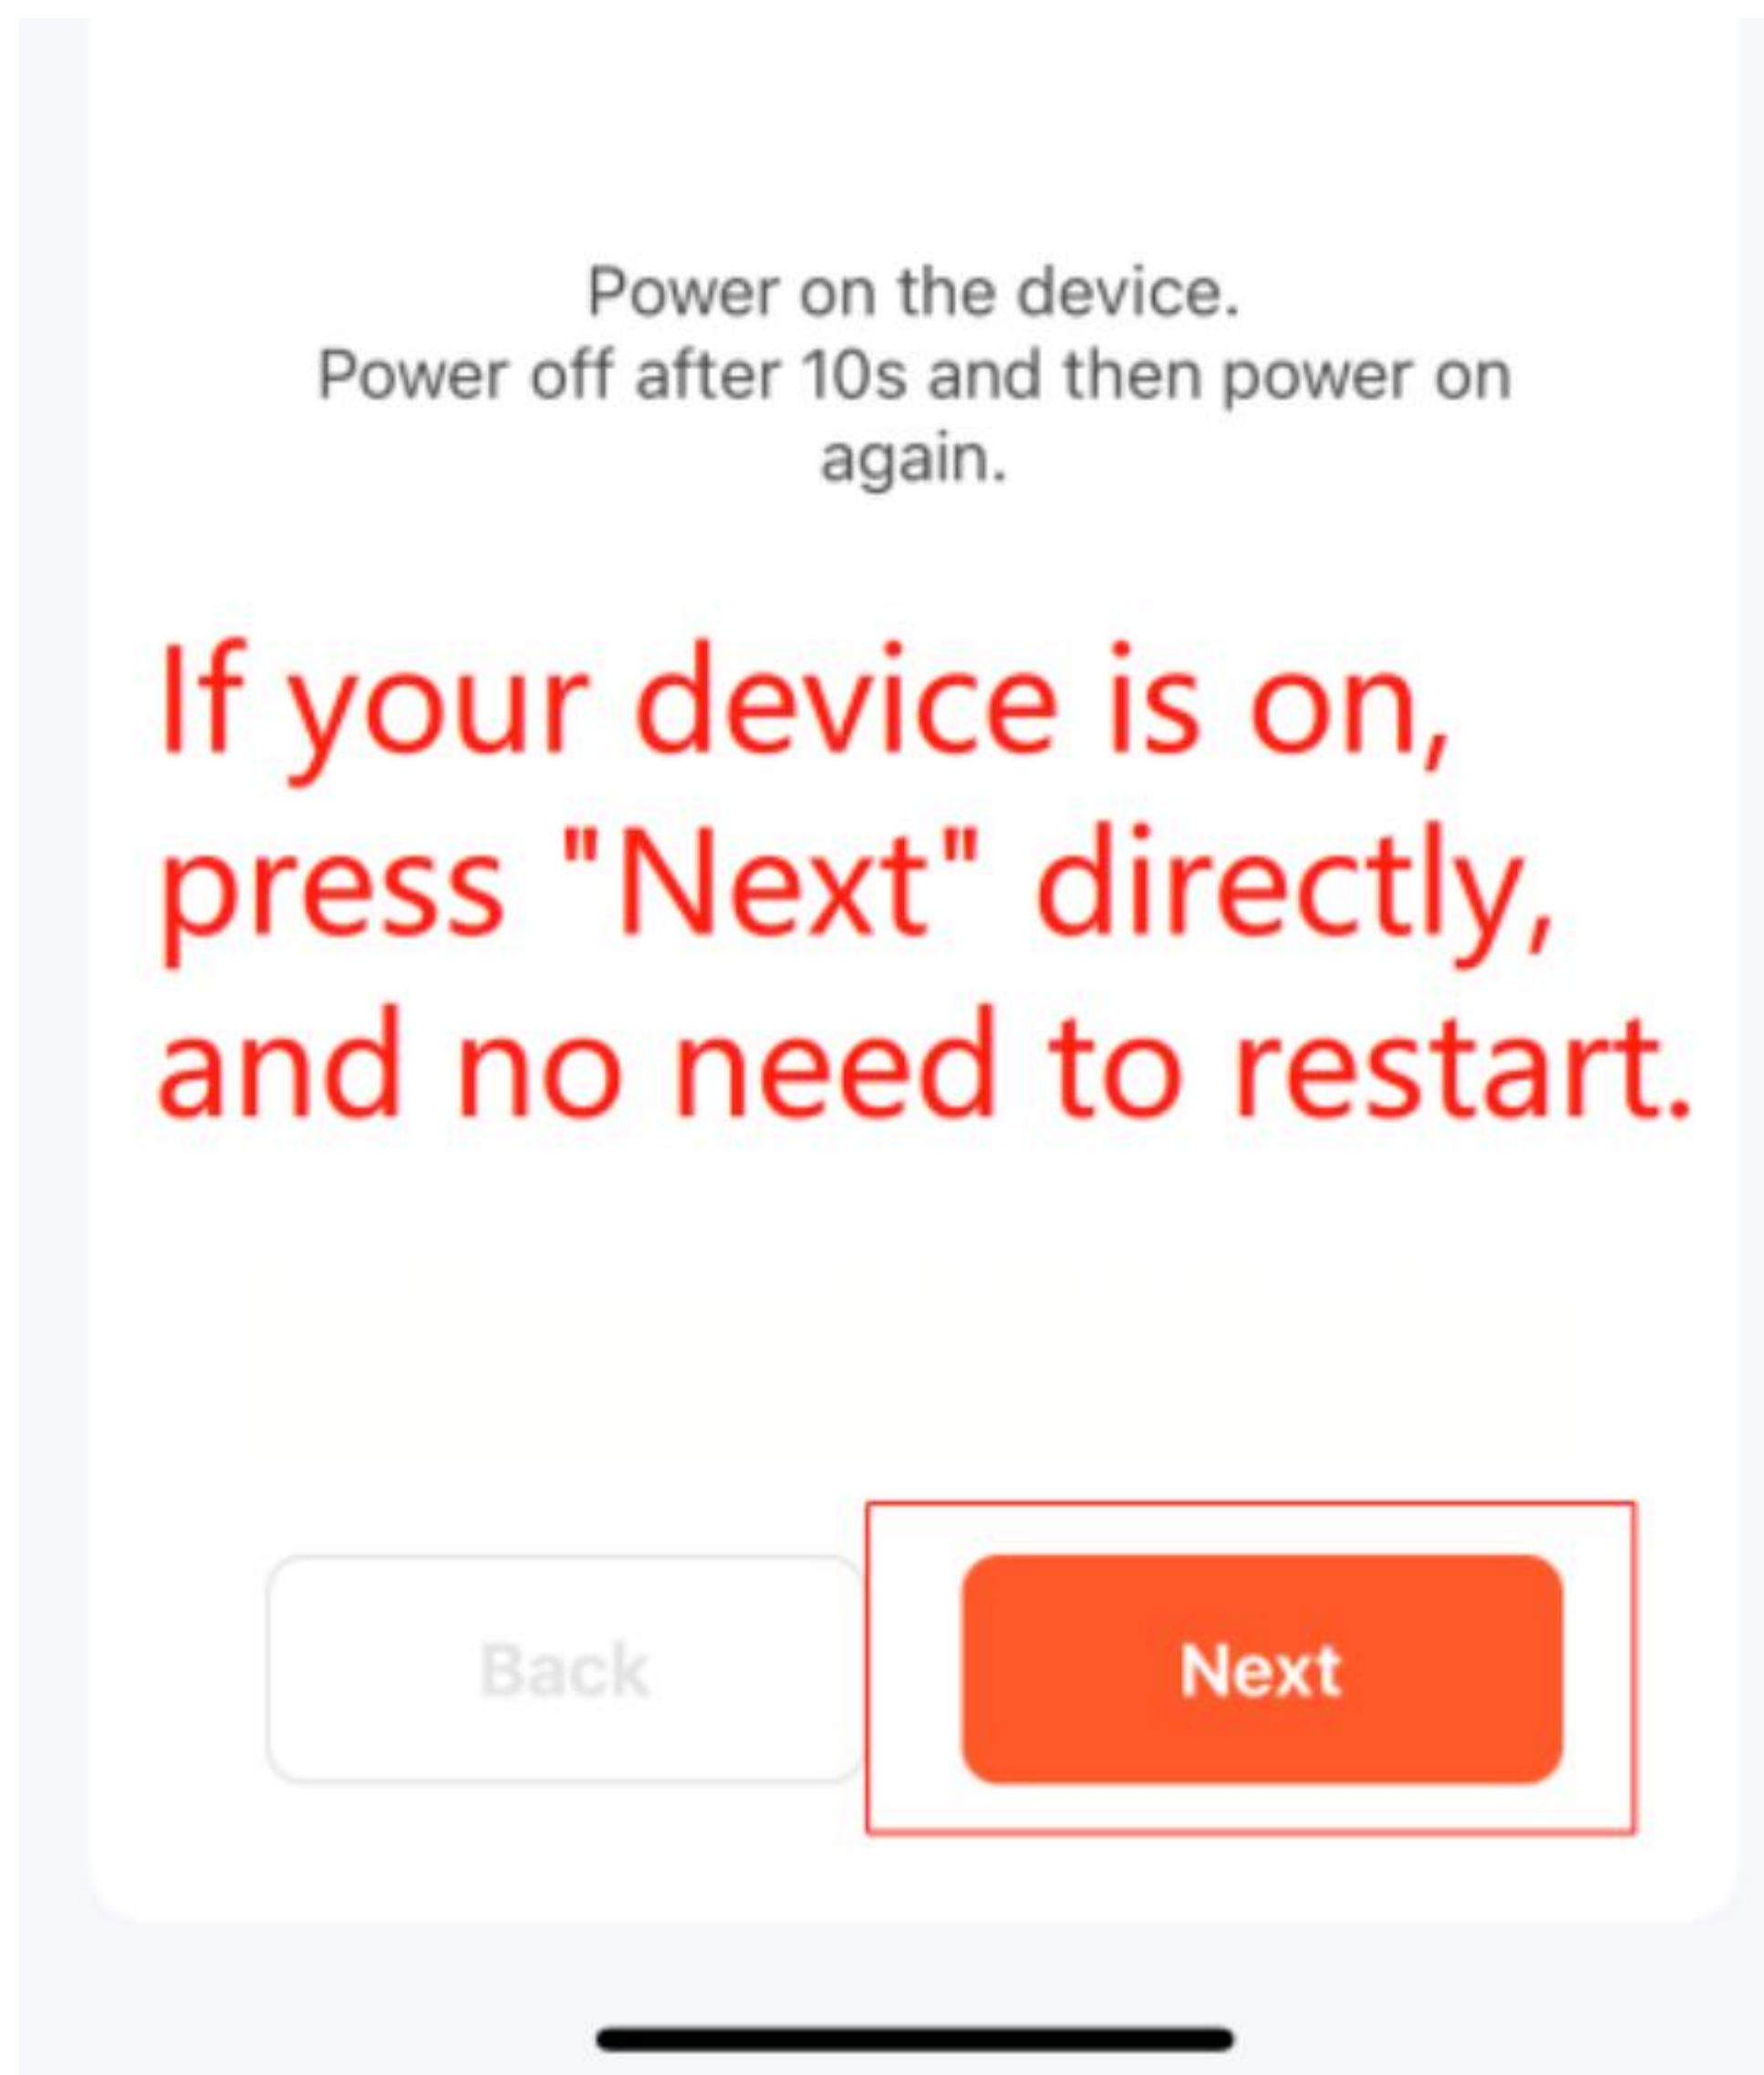 Power on the device.
Power off after 10s and then power on
again.
If your device is on,
press "Next" directly,
and no need to restart.
Back
Next